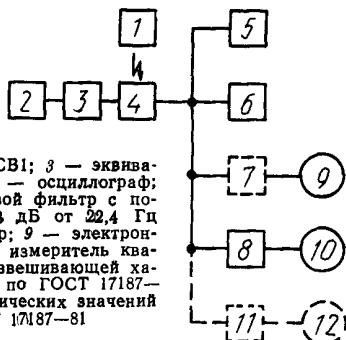 1
5
2
3
4
6
СВ1; 3 — эквива-
— осциллограф;
вой фильтр с по-
дБ от 22,4 Гц
р; 9 — электрон-
измеритель ква-
звешивающей ха-
по ГОСТ 17187—
ических значений
17187—81
7
9
8
10
11
12